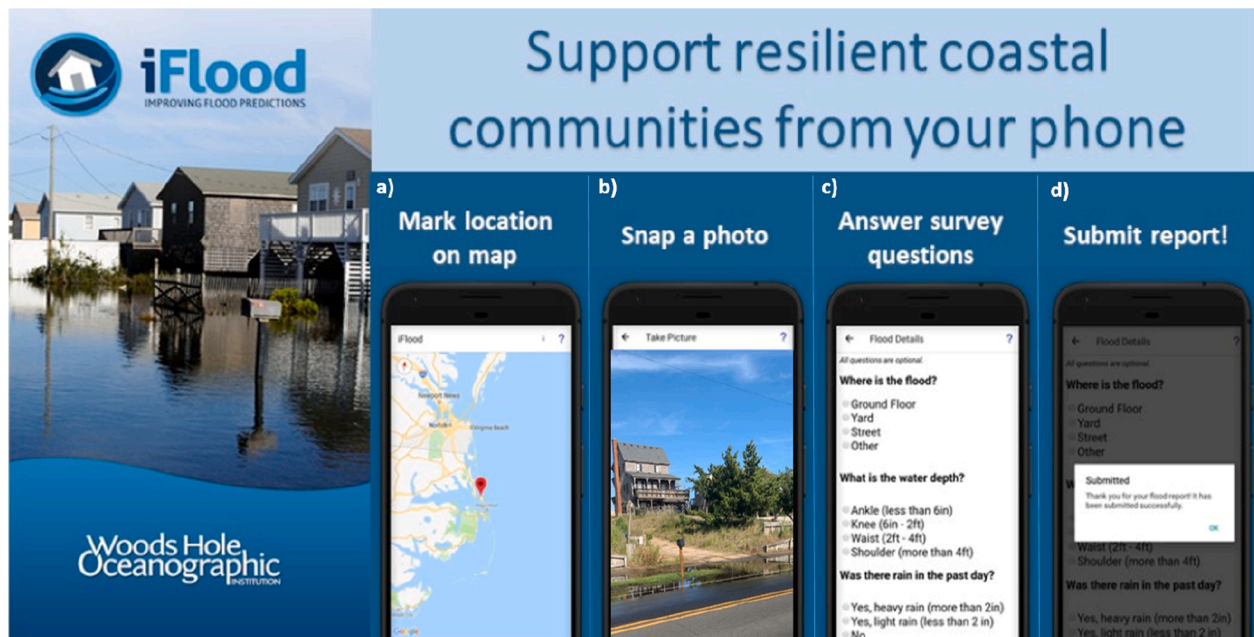 iFlood
IMPROVING FLOOD PREDICTIONS
Woods Hole
Oceanographic
INSTITUTION
Support resilient coastal
communities from your phone
a)
Mark location
on map
iFlood
?
Newport News
Norfolk
Virginia Beach
Google
b)
Snap a photo
Take Picture
?
c)
Answer survey
questions
Flood Details
?
All questions are optional.
Where is the flood?
Ground Floor
Yard
Street
Other
What is the water depth?
Ankle (less than 6in)
Knee (6in - 2ft)
Waist (2ft - 4ft)
Shoulder (more than 4ft)
Was there rain in the past day?
Yes, heavy rain (more than 2in)
Yes, light rain (less than 2 in)
No
d)
Submit report!
Flood Details
?
All questions are optional.
Where is the flood?
Ground Floor
Yard
Street
Other
Submitted
Thank you for your flood report! It has
been submitted successfully.
OK
Waist (2ft - 4ft)
Shoulder (more than 4ft)
Was there rain in the past day?
Yes, heavy rain (more than 2in)
Yes, light rain (less than 2 in)